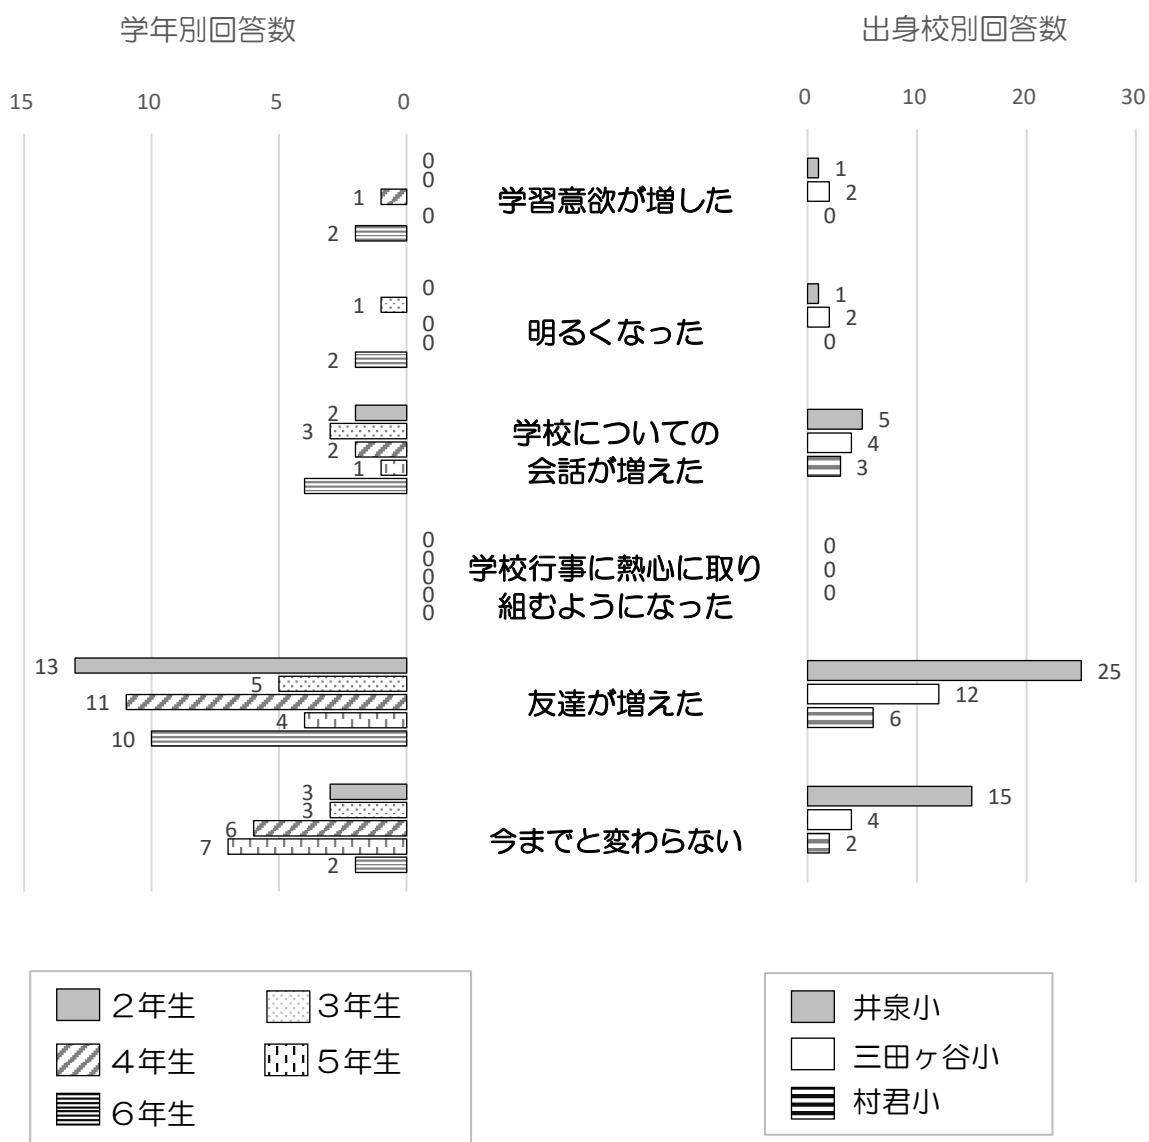 学年別回答数
出身校別回答数
15 10 5 0
0 10 20 30
0
0
1
0
2
学習意欲が増した
1
2
0
0
1
0
0
2
明るくなった
1
2
0
2
3
2
1
学校についての
会話が増えた
5
4
3
0
0
0
0
0
学校行事に熱心に取り
組むようになった
0
0
0
13
5
11
4
10
友達が増えた
25
12
6
3
3
6
7
2
今までと変わらない
15
4
2
２年生 ３年生
４年生 ５年生
６年生
井泉小
三田ヶ谷小
村君小